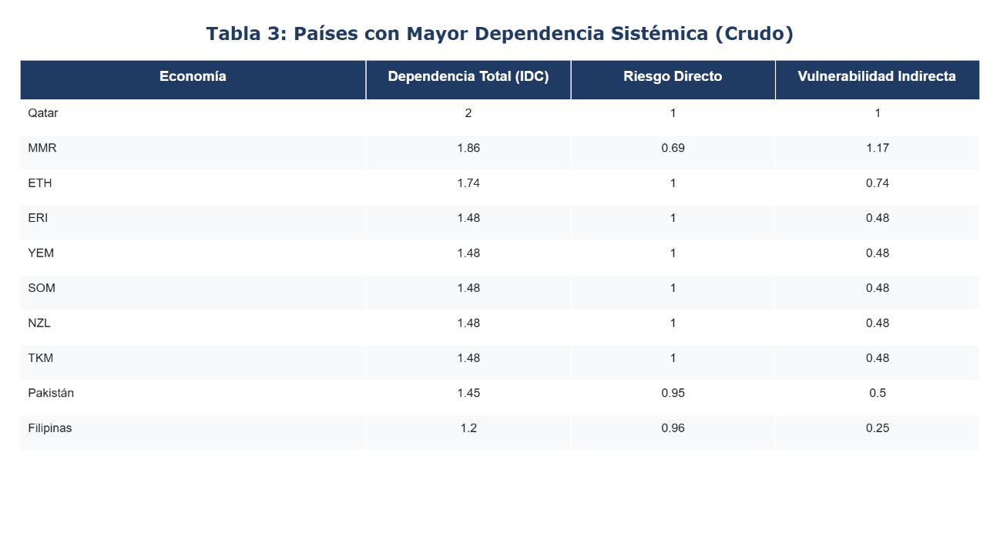 Tabla 3: Países con Mayor Dependencia Sistémica (Crudo)
Economía Dependencia Total (IDC) Riesgo Directo Vulnerabilidad Indirecta
Qatar 2 1 1
MMR 1.86 0.69 1.17
ETH 1.74 1 0.74
ERI 1.48 1 0.48
YEM 1.48 1 0.48
SOM 1.48 1 0.48
NZL 1.48 1 0.48
TKM 1.48 1 0.48
Pakistán 1.45 0.95 0.5
Filipinas 1.2 0.96 0.25